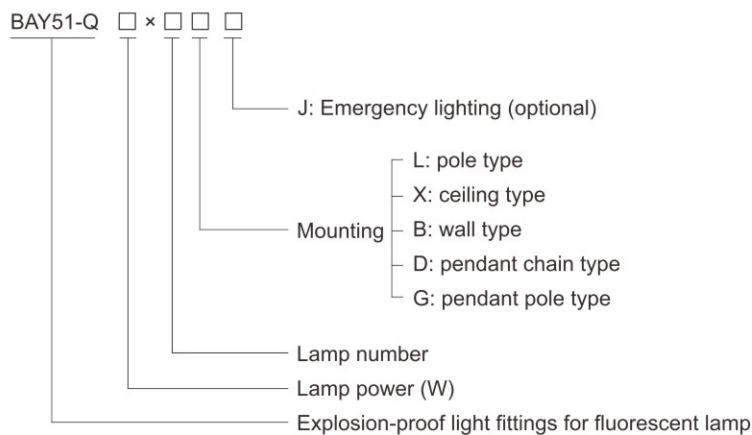 BAY51-Q □ × □ □ □
J: Emergency lighting (optional)
L: pole type
X: ceiling type
Mounting
B: wall type
D: pendant chain type
G: pendant pole type
Lamp number
Lamp power (W)
Explosion-proof light fittings for fluorescent lamp